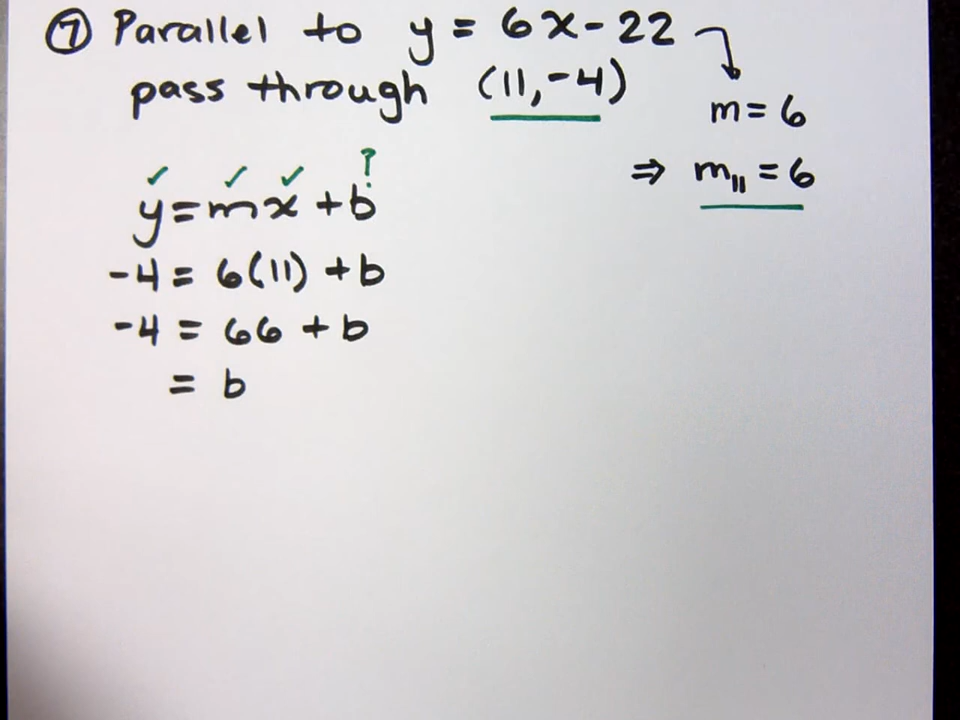 ⑦ Parallel to y = 6x - 22
pass through (11, -4)
m = 6
⇒ m|| = 6
✓ ✓ ✓ ?
y = mx + b
-4 = 6(11) + b
-4 = 66 + b
= b